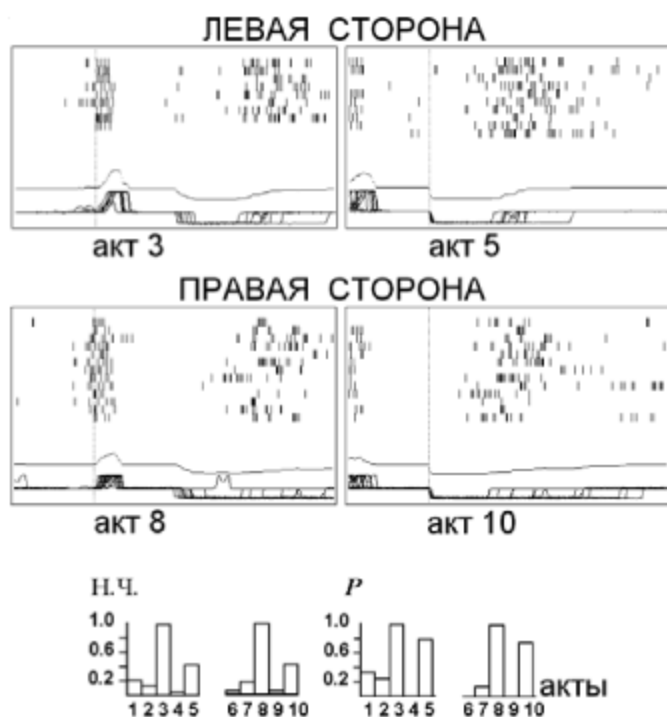 ЛЕВАЯ СТОРОНА
акт 3 акт 5
ПРАВАЯ СТОРОНА
акт 8 акт 10
Н.Ч. P
1.0 1.0
0.6 0.6
0.2 0.2 акты
1 2 3 4 5 6 7 8 9 10 1 2 3 4 5 6 7 8 9 10